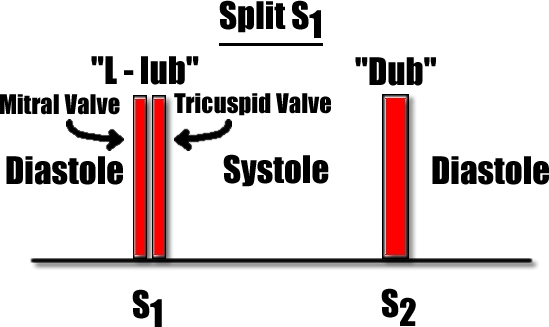 Split S1
"L - lub"
"Dub"
Mitral Valve
Tricuspid Valve
Diastole
Systole
Diastole
S1
S2